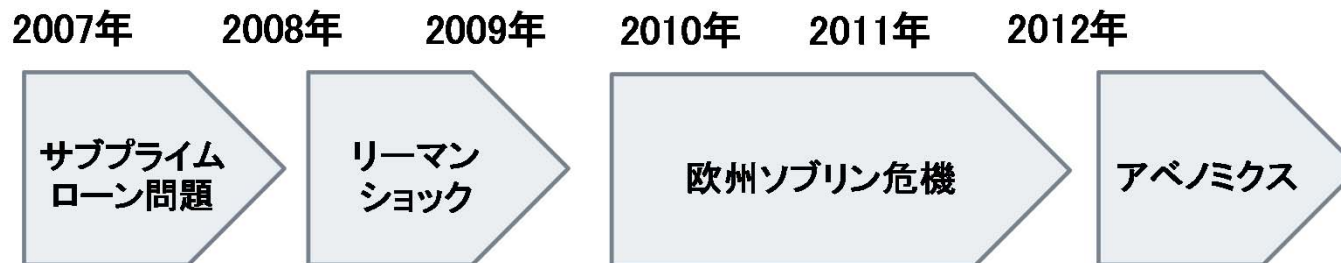 2007年 2008年 2009年 2010年 2011年 2012年
サブプライム
ローン問題
リーマン
ショック
欧州ソブリン危機
アベノミクス